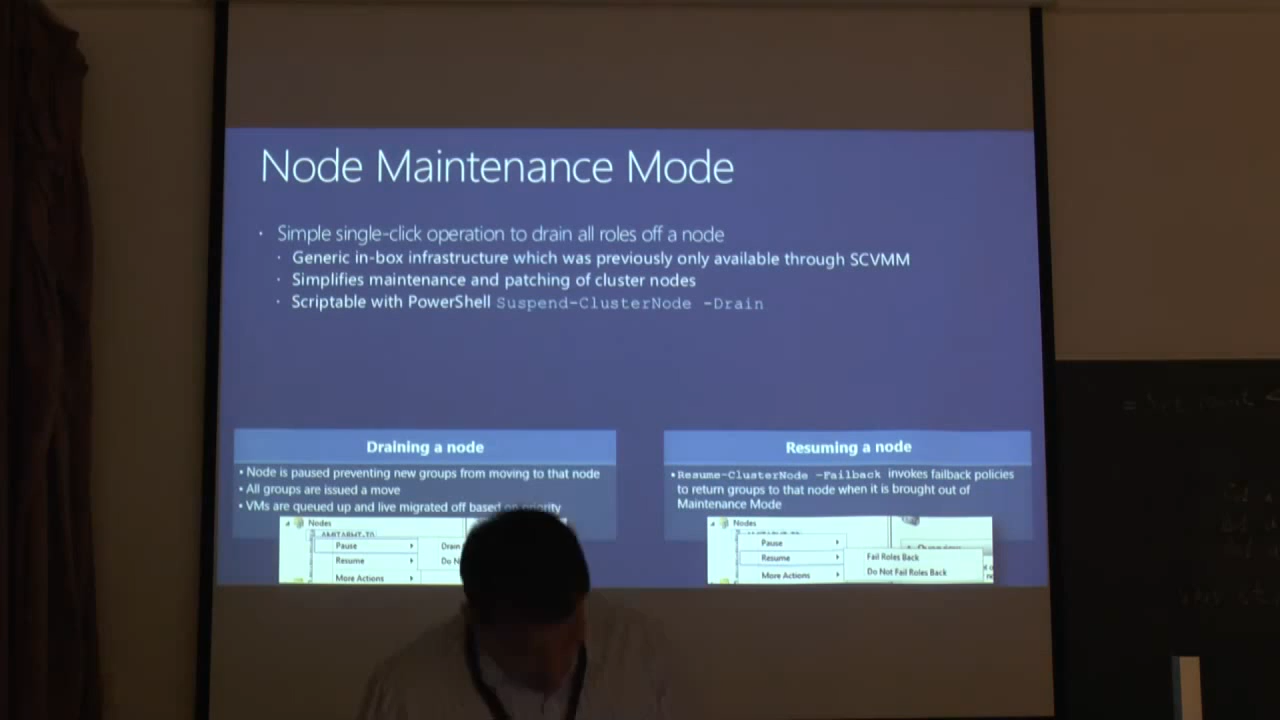 Node Maintenance Mode
• Simple single-click operation to drain all roles off a node
• Generic in-box infrastructure which was previously only available through SCVMM
• Simplifies maintenance and patching of cluster nodes
• Scriptable with PowerShell Suspend-ClusterNode -Drain
Draining a node
• Node is paused preventing new groups from moving to that node
• All groups are issued a move
• VMs are queued up and live migrated off based on priority
Nodes
Pause
Drain
Resume
More Actions
Resuming a node
• Resume-ClusterNode -Failback invokes failback policies
to return groups to that node when it is brought out of
Maintenance Mode
Nodes
Pause
Resume
Fail Roles Back
More Actions
Do Not Fail Roles Back